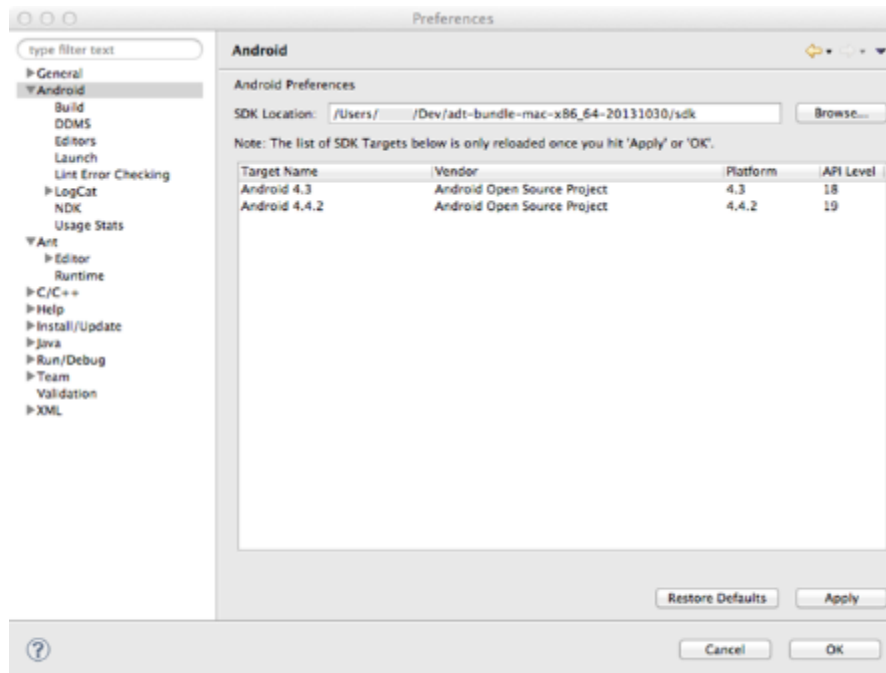 Preferences
type filter text
General
Android
Build
DDMS
Editors
Launch
Lint Error Checking
LogCat
NDK
Usage Stats
Ant
Editor
Runtime
C/C++
Help
Install/Update
Java
Run/Debug
Team
Validation
XML
Android
Android Preferences
SDK Location: /Users/ /Dev/adt-bundle-mac-x86_64-20131030/sdk Browse...
Note: The list of SDK Targets below is only reloaded once you hit 'Apply' or 'OK'.
Target Name Vendor Platform API Level
Android 4.3 Android Open Source Project 4.3 18
Android 4.4.2 Android Open Source Project 4.4.2 19
Restore Defaults Apply
? Cancel OK